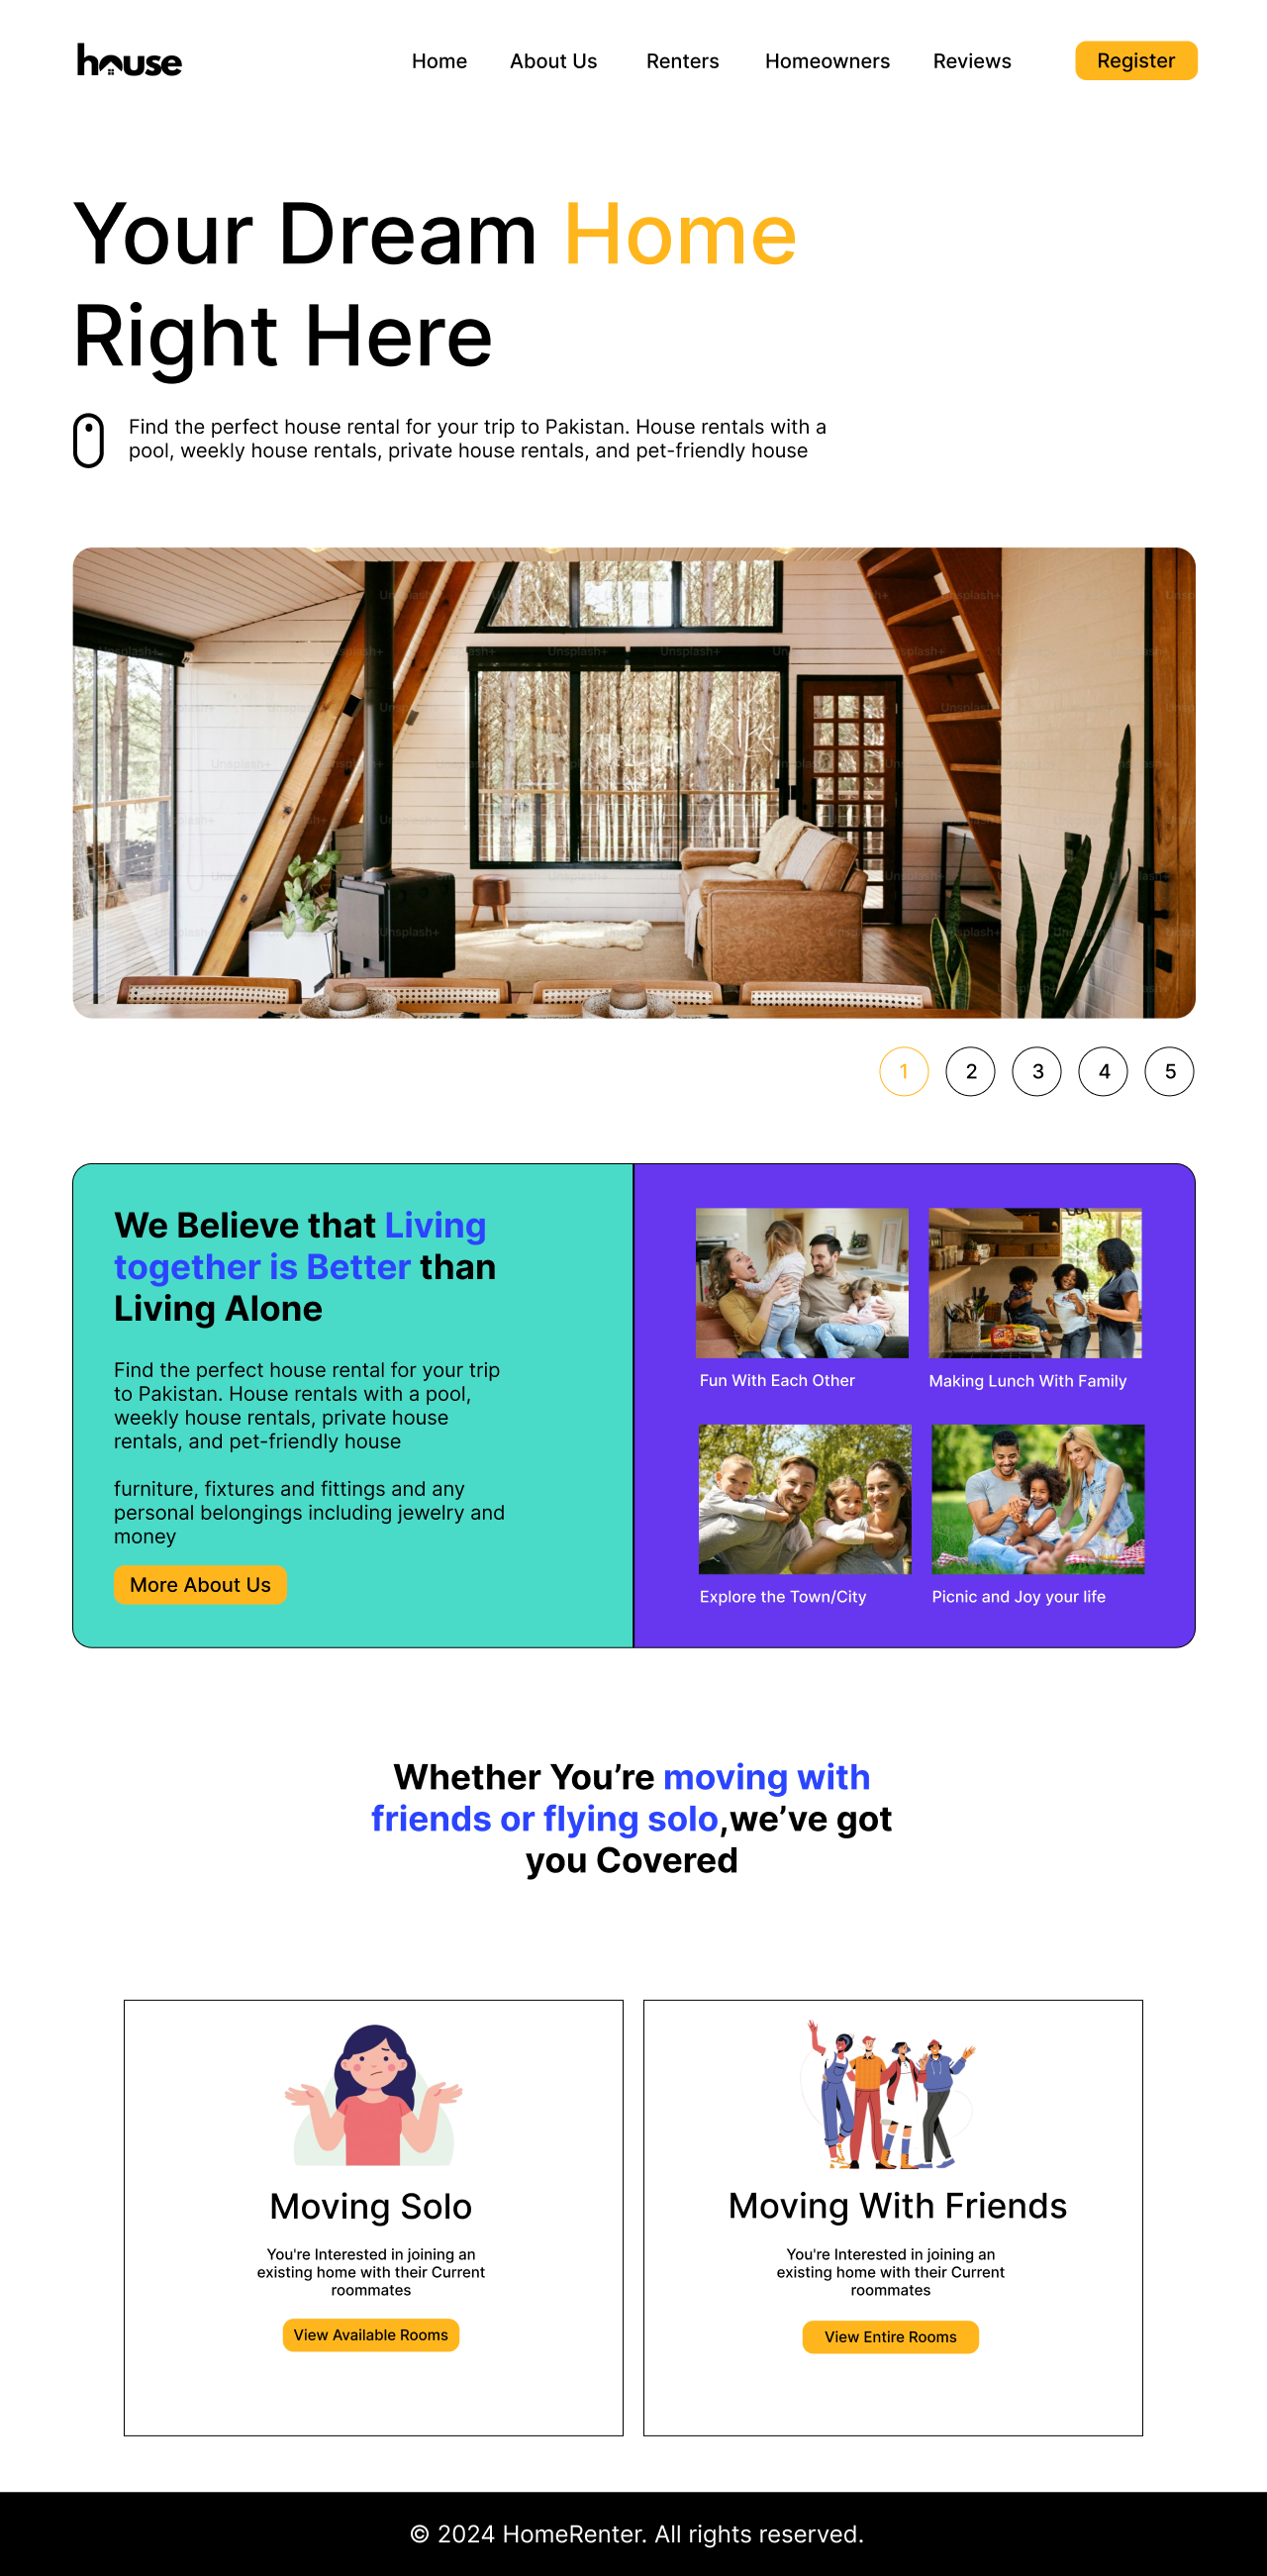 house
Home About Us Renters Homeowners Reviews Register
Your Dream Home
Right Here
Find the perfect house rental for your trip to Pakistan. House rentals with a
pool, weekly house rentals, private house rentals, and pet-friendly house
Unsplash+
1 2 3 4 5
We Believe that Living
together is Better than
Living Alone
Find the perfect house rental for your trip
to Pakistan. House rentals with a pool,
weekly house rentals, private house
rentals, and pet-friendly house
furniture, fixtures and fittings and any
personal belongings including jewelry and
money
More About Us
Fun With Each Other
Making Lunch With Family
Explore the Town/City
Picnic and Joy your life
Whether You’re moving with
friends or flying solo,we’ve got
you Covered
Moving Solo
You're Interested in joining an
existing home with their Current
roommates
View Available Rooms
Moving With Friends
You're Interested in joining an
existing home with their Current
roommates
View Entire Rooms
© 2024 HomeRenter. All rights reserved.